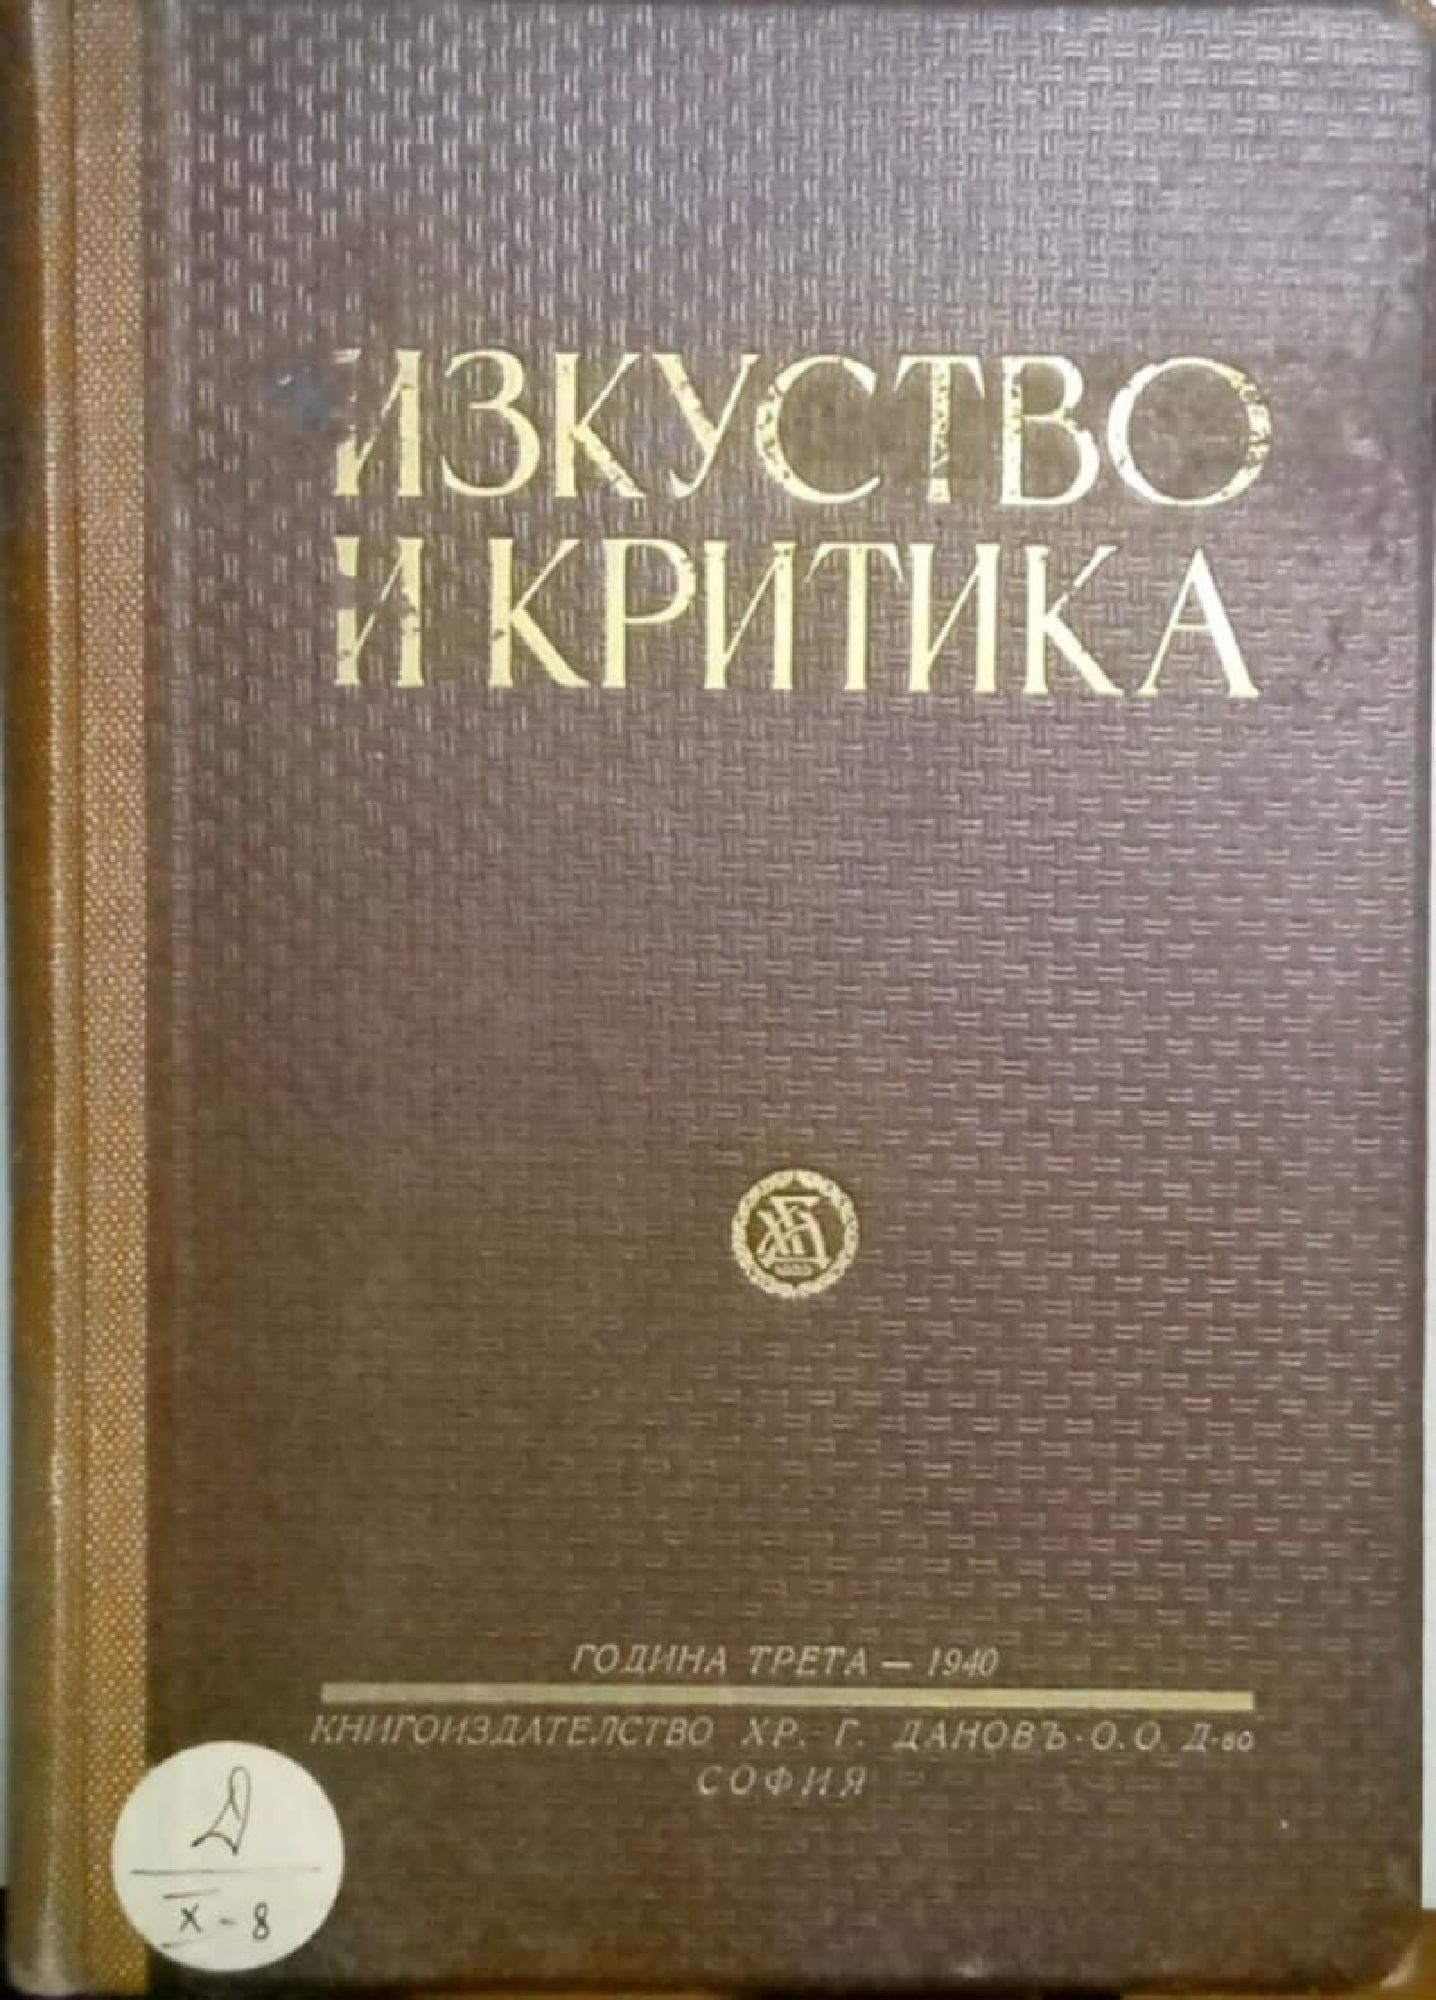 ИЗКУСТВО
И КРИТИКА
ГОДИНА ТРЕТА — 1940
КНИГОИЗДАТЕЛСТВО ХР. Г. ДАНОВЪ·О.О. Д-во
СОФИЯ
Д
X - 8